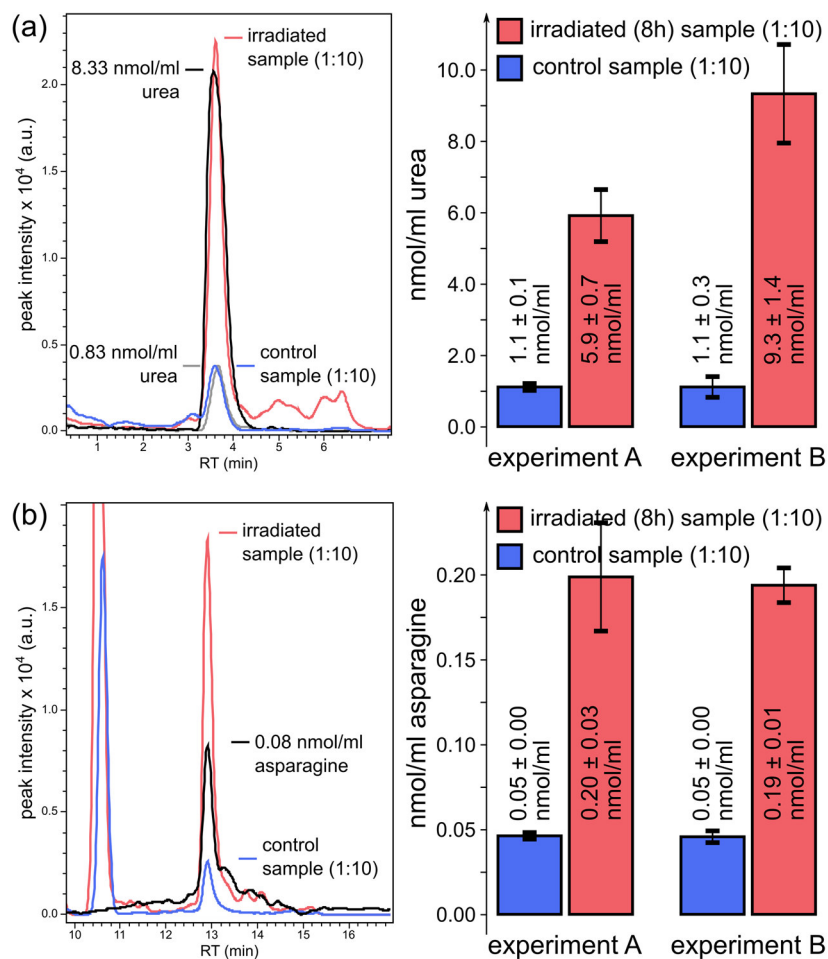 (a)
irradiated
sample (1:10)
8.33 nmol/ml
urea
0.83 nmol/ml
urea
control
sample (1:10)
peak intensity x 10⁴ (a.u.)
2.0
1.5
1.0
0.5
0.0
1 2 3 4 5 6
RT (min)
irradiated (8h) sample (1:10)
control sample (1:10)
nmol/ml urea
10.0
8.0
6.0
4.0
2.0
0.0
1.1 ± 0.1
nmol/ml
5.9 ± 0.7
nmol/ml
1.1 ± 0.3
nmol/ml
9.3 ± 1.4
nmol/ml
experiment A
experiment B
(b)
irradiated
sample (1:10)
0.08 nmol/ml
asparagine
control
sample (1:10)
peak intensity x 10⁴ (a.u.)
1.5
1.0
0.5
0.0
10 11 12 13 14 15 16
RT (min)
irradiated (8h) sample (1:10)
control sample (1:10)
nmol/ml asparagine
0.20
0.15
0.10
0.05
0.00
0.05 ± 0.00
nmol/ml
0.20 ± 0.03
nmol/ml
0.05 ± 0.00
nmol/ml
0.19 ± 0.01
nmol/ml
experiment A
experiment B